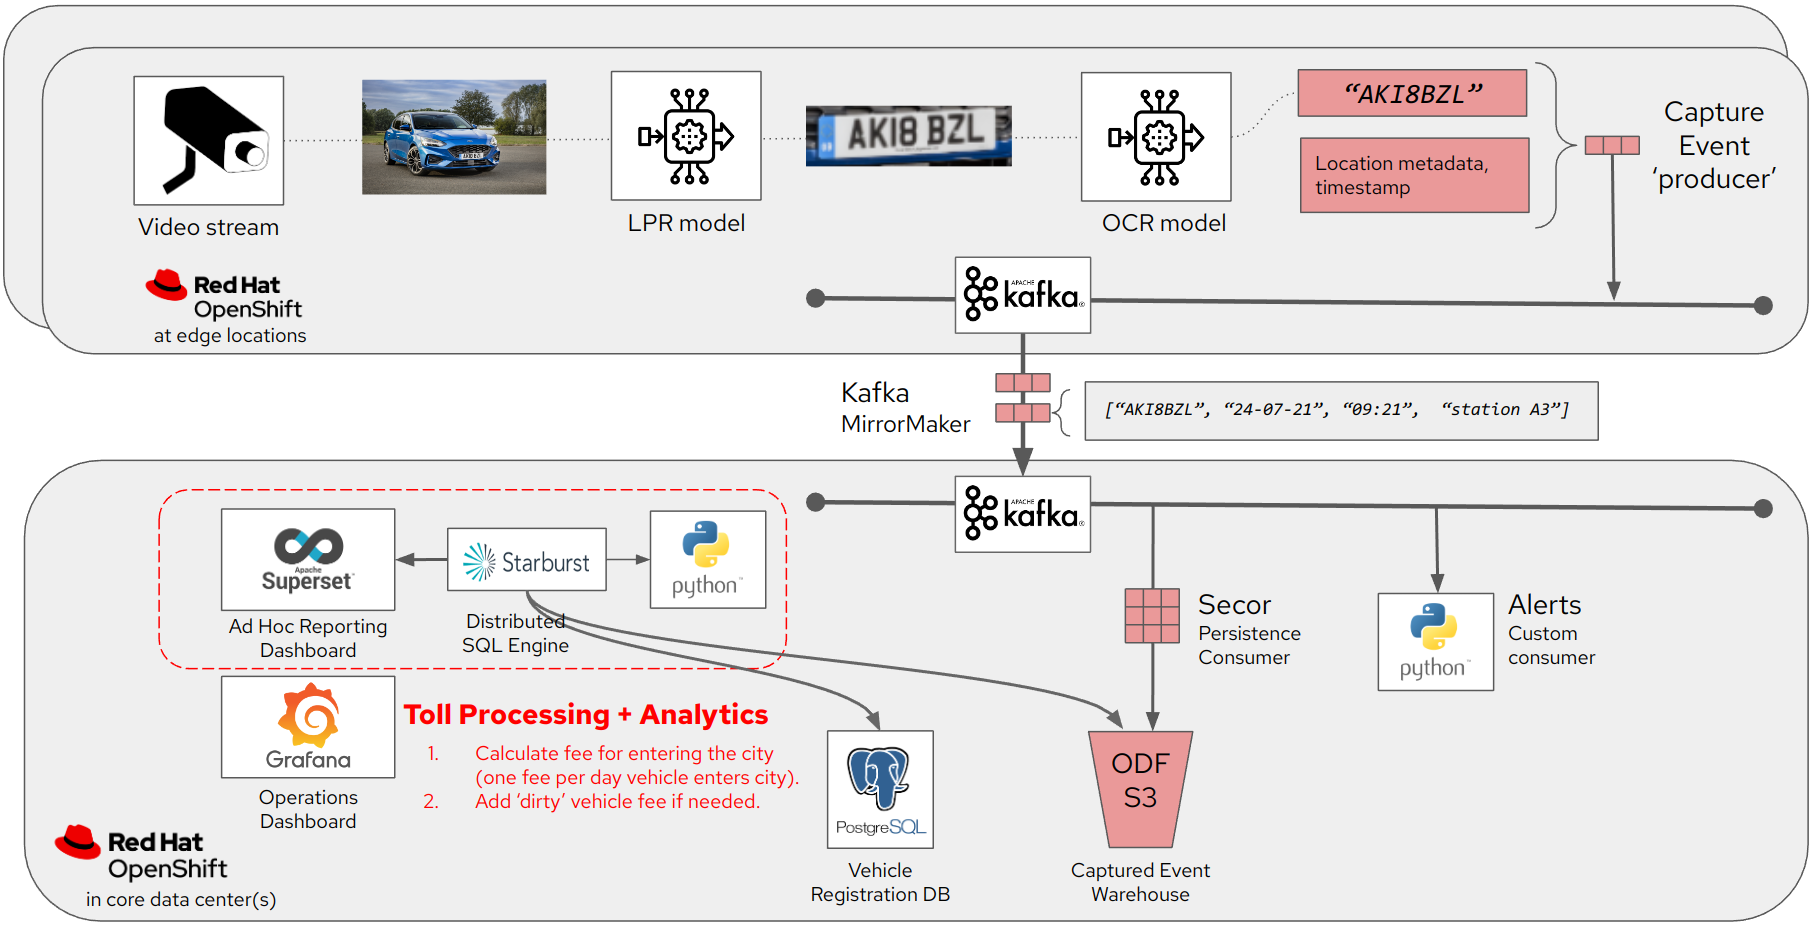 AK18 BZL
“AKI8BZL”
Location metadata,
timestamp
Capture
Event
‘producer’
Video stream
LPR model
OCR model
Red Hat
OpenShift
at edge locations
APACHE
kafka®
Kafka
MirrorMaker
[“AKI8BZL”, “24-07-21”, “09:21”, “station A3”]
APACHE
kafka®
Apache
Superset™
Starburst
python™
Ad Hoc Reporting
Dashboard
Distributed
SQL Engine
Secor
Persistence
Consumer
python™
Alerts
Custom
consumer
Grafana
Operations
Dashboard
Toll Processing + Analytics
1. Calculate fee for entering the city
(one fee per day vehicle enters city).
2. Add ‘dirty’ vehicle fee if needed.
PostgreSQL
Vehicle
Registration DB
ODF
S3
Captured Event
Warehouse
Red Hat
OpenShift
in core data center(s)